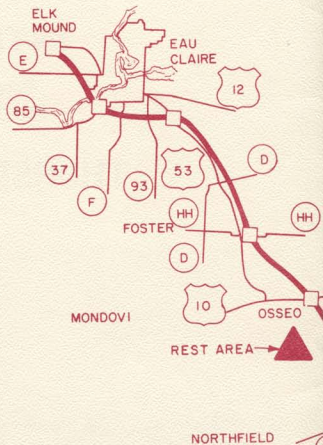 ELK
MOUND
E
EAU
CLAIRE
12
85
37
F
93
53
D
HH
HH
FOSTER
D
10
OSSEO
MONDOVI
REST AREA
NORTHFIELD